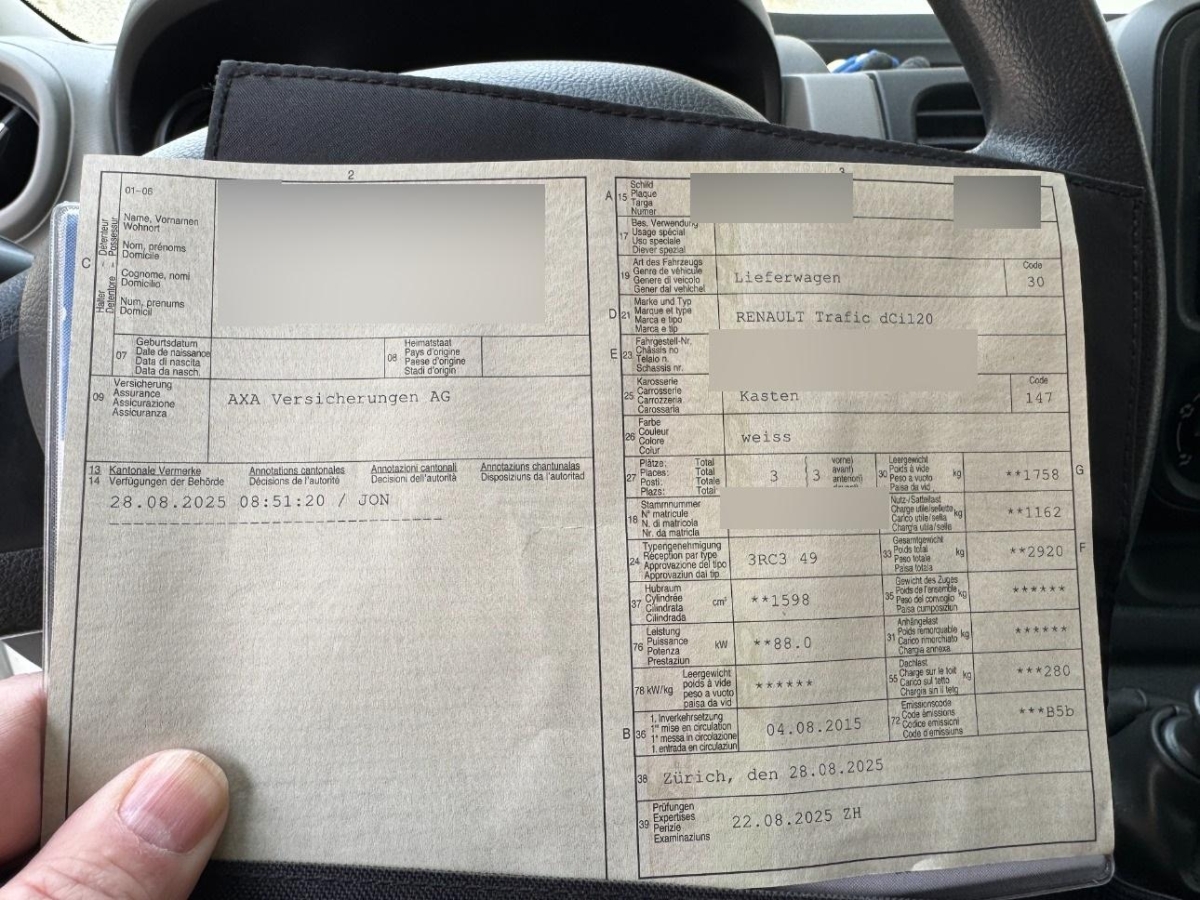 2
01–06
Name, Vornamen
Wohnort
Nom, prénoms
Domicile
Cognome, nomi
Domicilio
Num, prenums
Domicil
C
Halter – Détenteur
Detentore – Possessur
07
Geburtsdatum
Date de naissance
Data di nascita
Data da nasch.
08
Heimatstaat
Pays d'origine
Paese d'origine
Stadi d'origin
09
Versicherung
Assurance
Assicurazione
Assicuranza
AXA Versicherungen AG
13
14
Kantonale Vermerke
Verfügungen der Behörde
Annotations cantonales
Décisions de l'autorité
Annotazioni cantonali
Decisioni dell'autorità
Annotaziuns chantunalas
Disposiziuns da l'autoritad
28.08.2025 08:51:20 / JON
3
A
15
Schild
Plaque
Targa
Numer
17
Bes. Verwendung
Usage spécial
Uso speciale
Diever spezial
19
Art des Fahrzeugs
Genre de véhicule
Genere di veicolo
Gener dal vehichel
Lieferwagen
Code
30
D
21
Marke und Typ
Marque et type
Marca e tipo
Marca e tip
RENAULT Trafic dCi120
E
23
Fahrgestell-Nr.
Châssis no
Telaio n.
Schassis nr.
25
Karosserie
Carrosserie
Carrozzeria
Carossaria
Kasten
Code
147
26
Farbe
Couleur
Colore
Colur
weiss
27
Plätze: Total
Places: Total
Posti: Totale
Plazs: Total
3
3
vorne)
avant)
anteriori)
30
Leergewicht
Poids à vide
Peso a vuoto
Paisa da vid
kg
**1758
G
18
Stammnummer
N° matricule
N. di matricola
Nr. da matricla
Nutz-/Sattellast
Charge utile/sellette
Carico utile/sella
Chargia utila/sella
kg
**1162
24
Typengenehmigung
Réception par type
Approvazione del tipo
Approvaziun dal tip
3RC3 49
33
Gesamtgewicht
Poids total
Peso totale
Paisa totala
kg
**2920
F
37
Hubraum
Cylindrée
Cilindrata
Cilindrada
cm³
**1598
35
Gewicht des Zuges
Poids de l'ensemble
Peso del convoglio
Paisa cumposiziun
kg
******
76
Leistung
Puissance
Potenza
Prestaziun
kW
**88.0
31
Anhängelast
Poids remorquable
Carico rimorchiato
Chargia annexa
kg
******
78 kW/kg
Leergewicht
poids à vide
peso a vuoto
paisa da vid
******
55
Dachlast
Charge sur le toit
Carico sul tetto
Chargia sin il tetg
kg
***280
B
36
1. Inverkehrsetzung
1re mise en circulation
1a messa in circolazione
1. entrada en circulaziun
04.08.2015
72
Emissionscode
Code émissions
Codice emissioni
Code d'emissiuns
***B5b
38
Zürich, den 28.08.2025
39
Prüfungen
Expertises
Perizie
Examinaziuns
22.08.2025 ZH